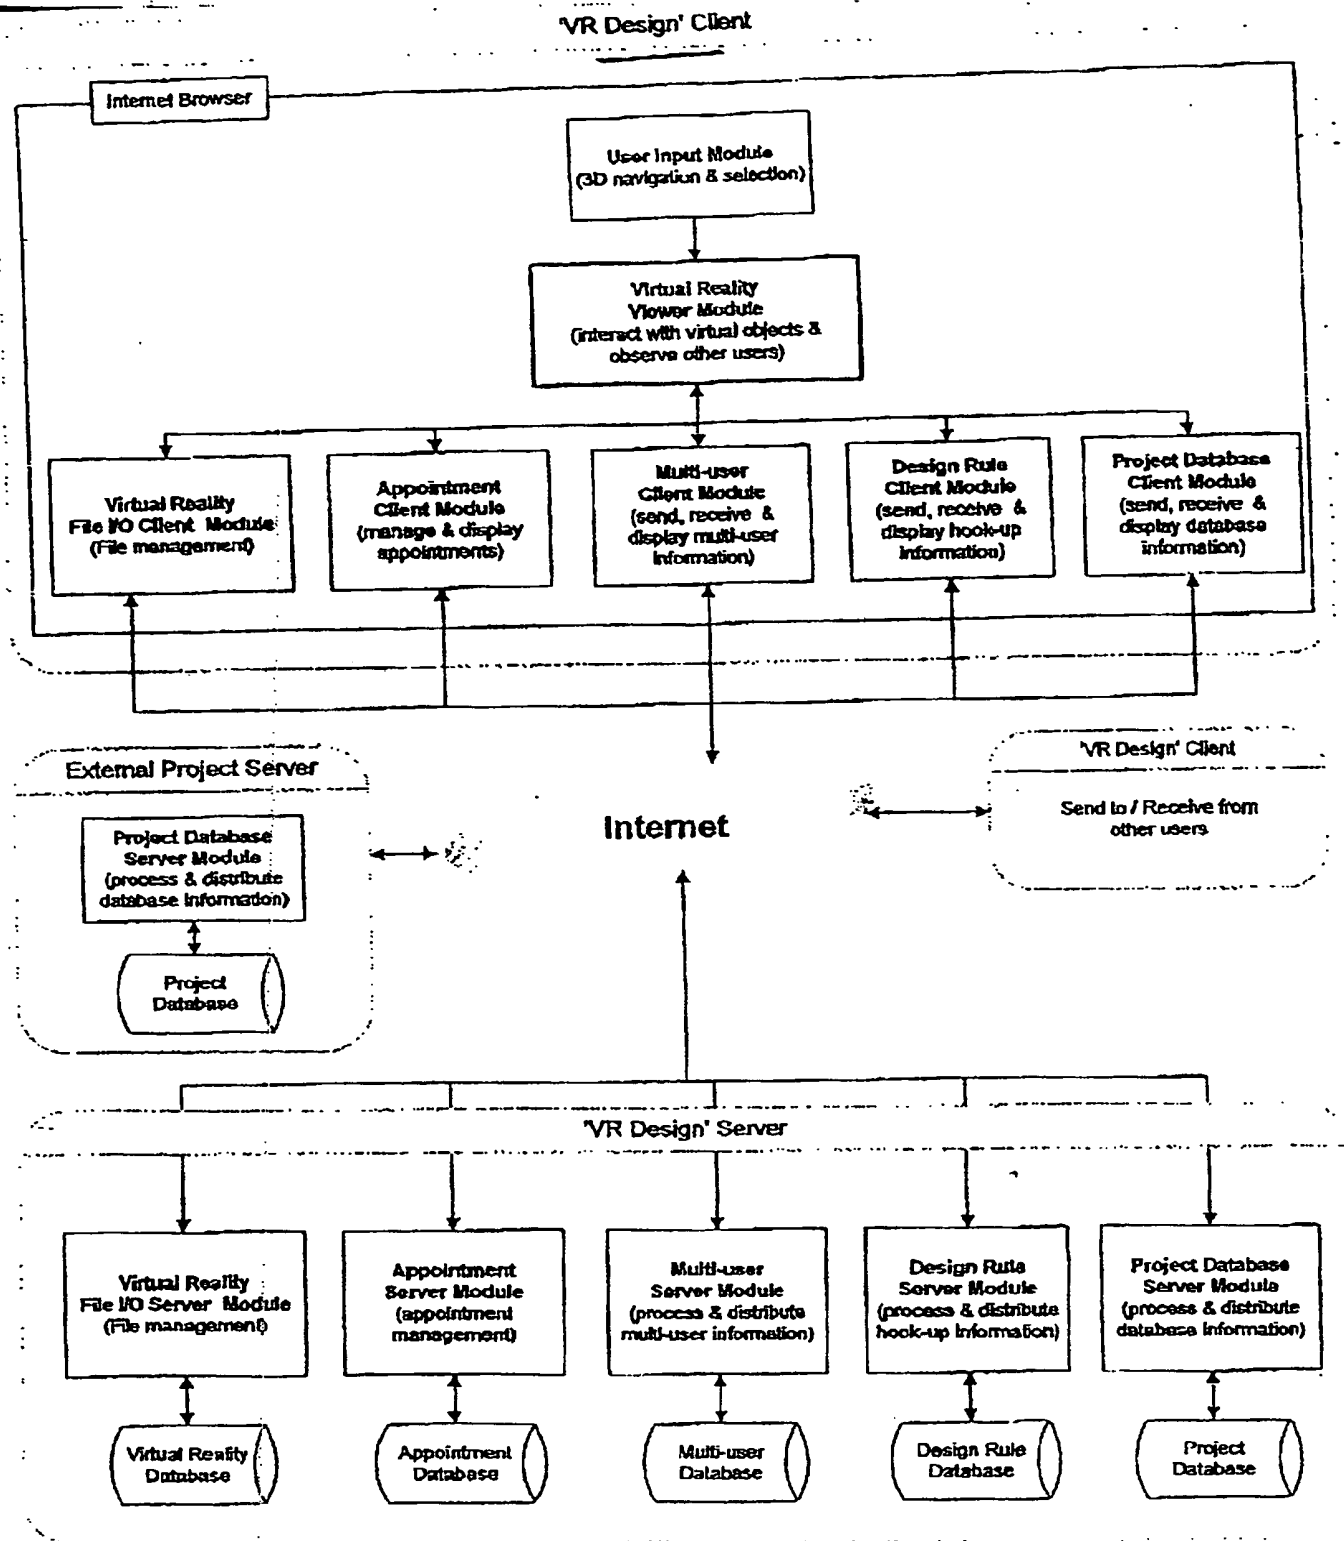 'VR Design' Client
Internet Browser
User Input Module
(3D navigation & selection)
Virtual Reality
Viewer Module
(interact with virtual objects &
observe other users)
Virtual Reality
File I/O Client Module
(File management)
Appointment
Client Module
(manage & display
appointments)
Multi-user
Client Module
(send, receive &
display multi-user
information)
Design Rule
Client Module
(send, receive &
display hook-up
information)
Project Database
Client Module
(send, receive &
display database
information)
External Project Server
Project Database
Server Module
(process & distribute
database information)
Project
Database
Internet
'VR Design' Client
Send to / Receive from
other users
'VR Design' Server
Virtual Reality
File I/O Server Module
(File management)
Appointment
Server Module
(appointment
management)
Multi-user
Server Module
(process & distribute
multi-user information)
Design Rule
Server Module
(process & distribute
hook-up information)
Project Database
Server Module
(process & distribute
database information)
Virtual Reality
Database
Appointment
Database
Multi-user
Database
Design Rule
Database
Project
Database